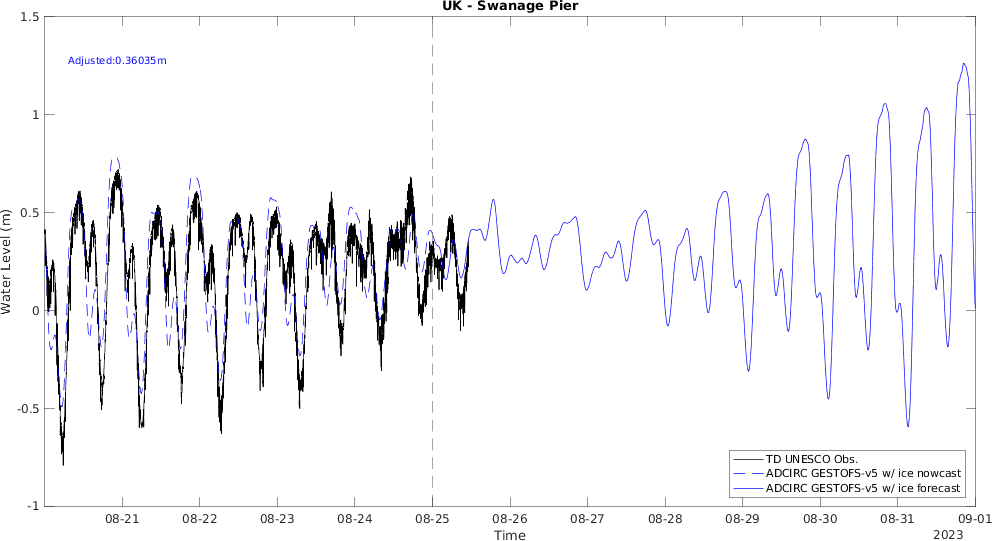 UK - Swanage Pier
1.5
Adjusted:0.36035m
1
0.5
0
-0.5
-1
Water Level (m)
08-21 08-22 08-23 08-24 08-25 08-26 08-27 08-28 08-29 08-30 08-31 09-01
Time
2023
TD UNESCO Obs.
ADCIRC GESTOFS-v5 w/ ice nowcast
ADCIRC GESTOFS-v5 w/ ice forecast